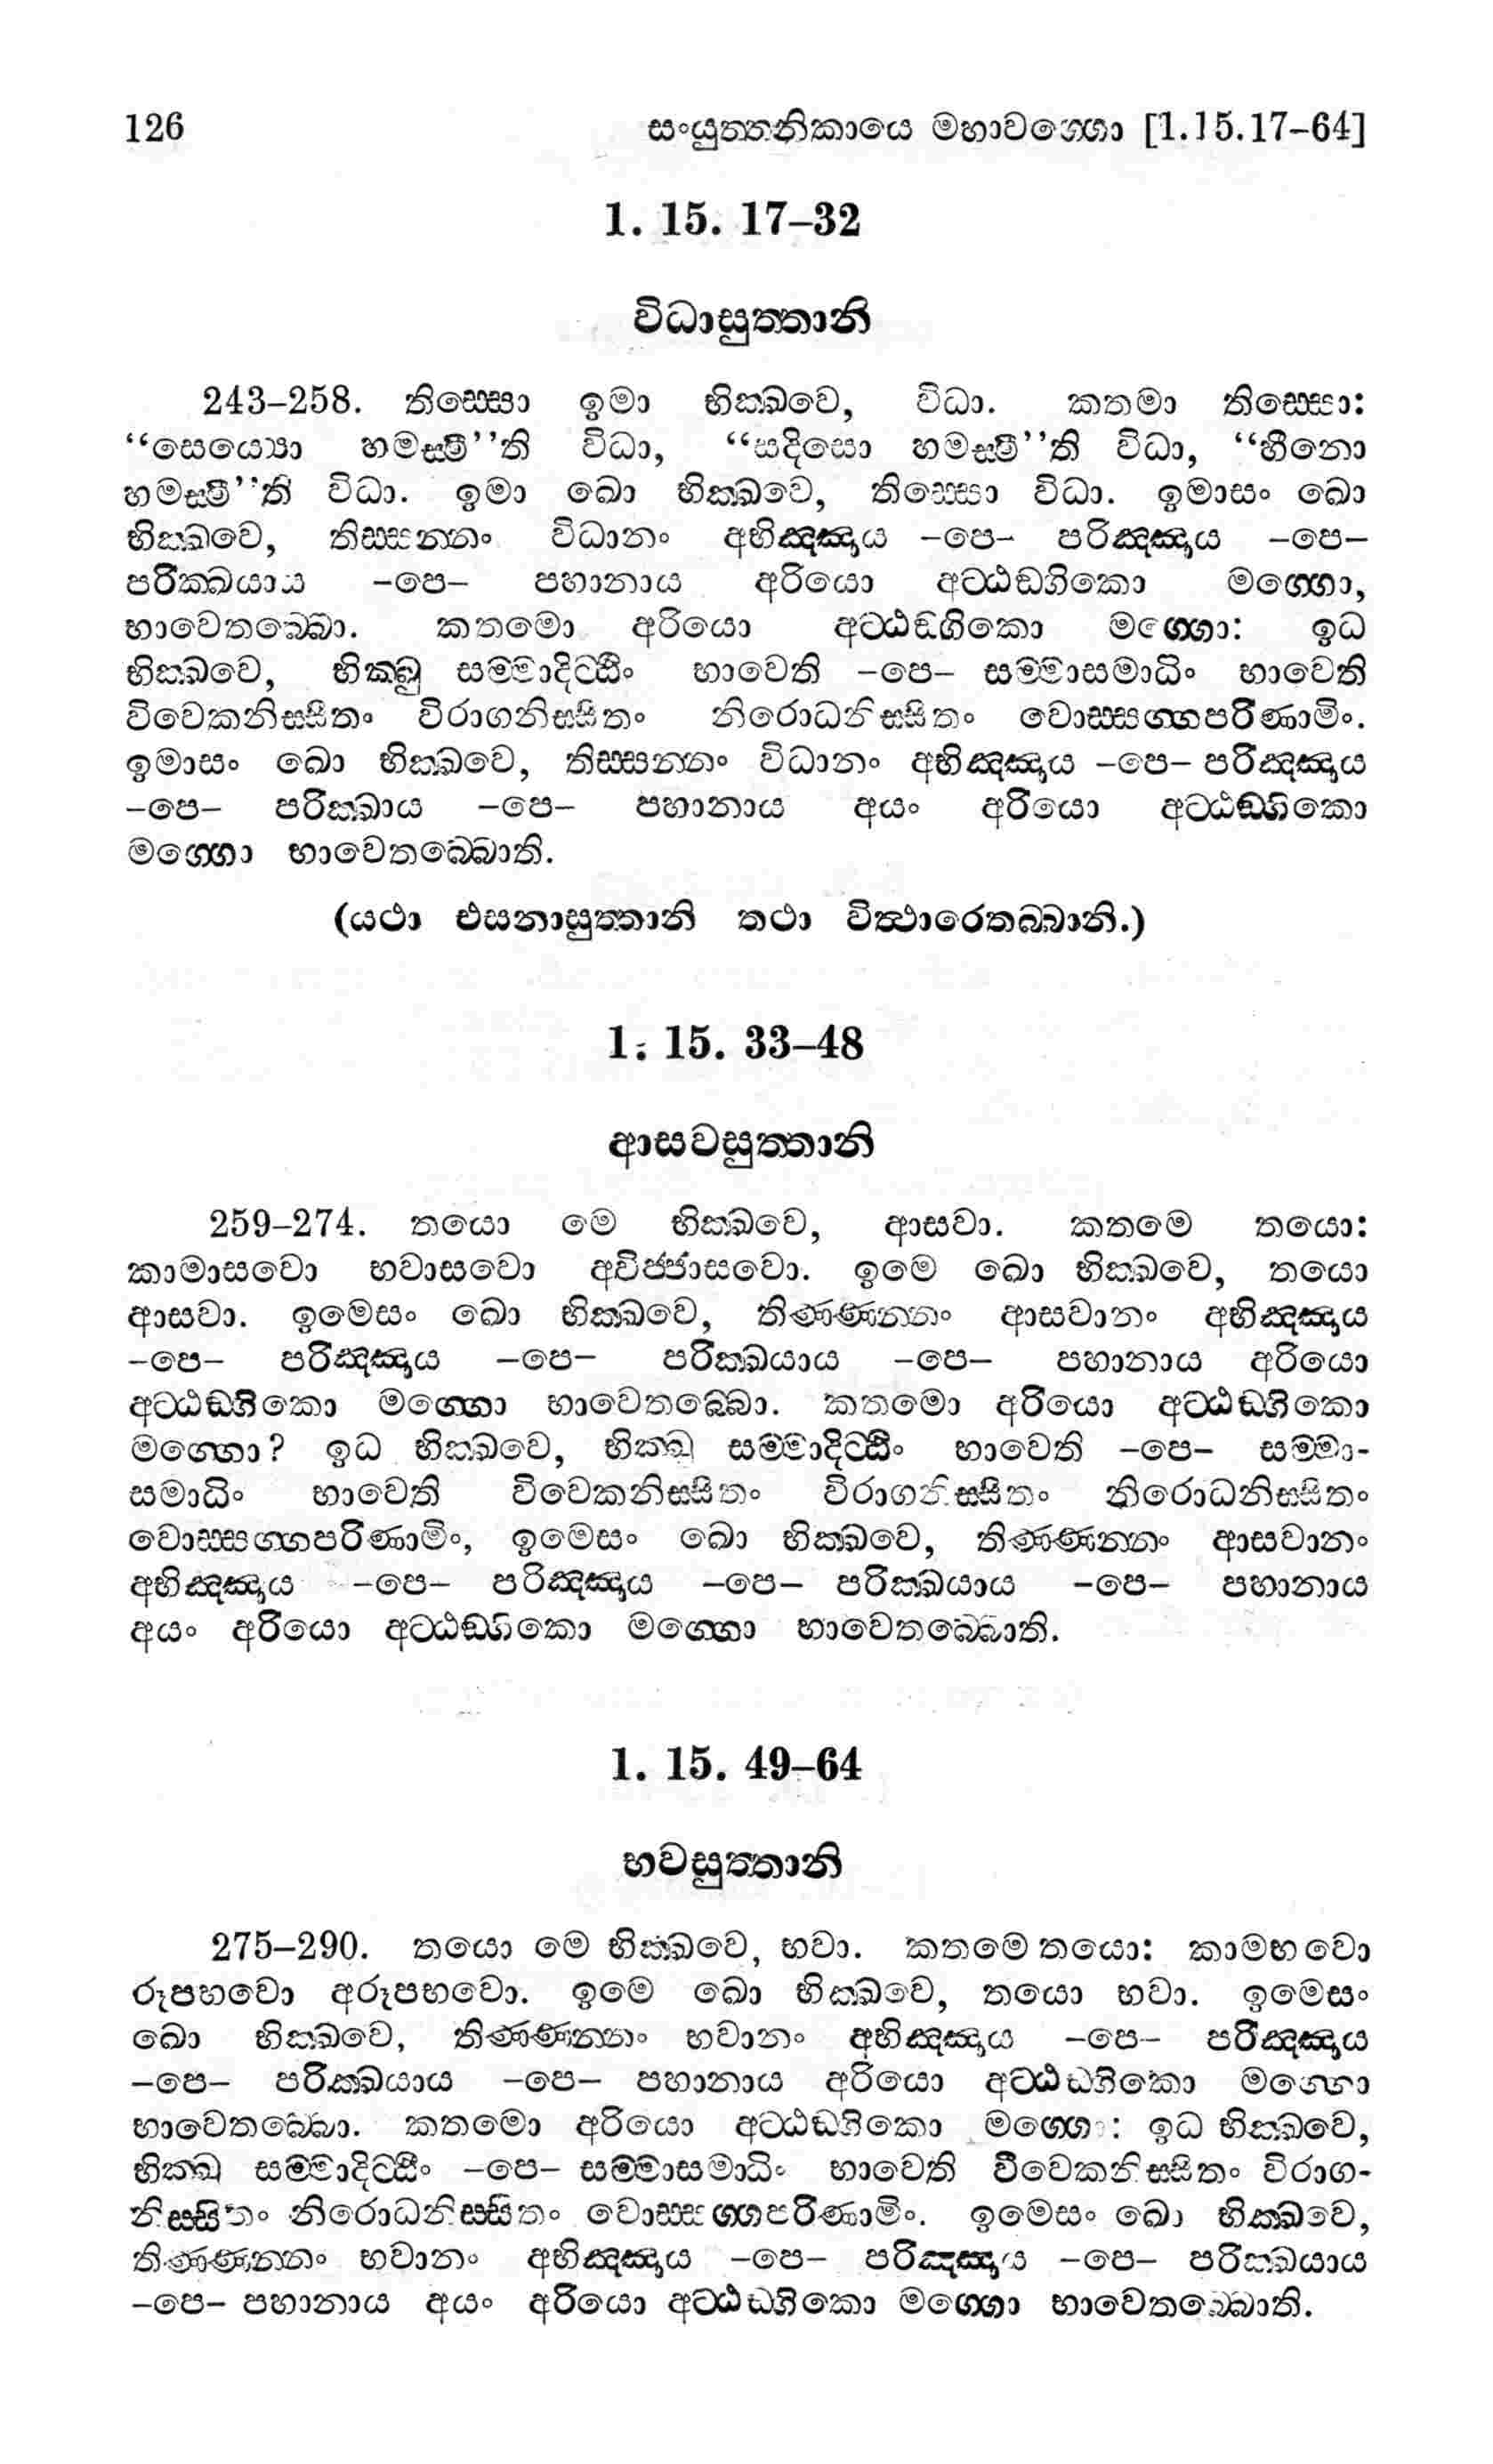 126 සංයුත්තනිකායෙ මහාවග්ගො [1.15.17–64]
1. 15. 17–32
විධාසුත්තානි
243–258. තිස්සො ඉමා භික්ඛවෙ, විධා. කතමා තිස්සො:
“සෙය්‍යො හමස්මී”ති විධා, “සදිසො හමස්මී”ති විධා, “හීනො
හමස්මී”ති විධා. ඉමා ඛො භික්ඛවෙ, තිස්සො විධා. ඉමාසං ඛො
භික්ඛවෙ, තිස්සන්නං විධානං අභිඤ්ඤාය –පෙ– පරිඤ්ඤාය –පෙ–
පරික්ඛයාය –පෙ– පහානාය අරියො අට්ඨඞගිකො මග්ගො,
භාවෙතබ්බො. කතමො අරියො අට්ඨඞ්ගිකො මග්ගො: ඉධ
භික්ඛවෙ, භික්ඛු සම්මාදිට්ඨිං භාවෙති –පෙ– සම්මාසමාධිං භාවෙති
විවෙකනිස්සිතං විරාගනිස්සිතං නිරොධනිස්සිතං වොස්සග්ගපරිණාමිං.
ඉමාසං ඛො භික්ඛවෙ, තිස්සන්නං විධානං අභිඤ්ඤාය –පෙ– පරිඤ්ඤාය
–පෙ– පරික්ඛාය –පෙ– පහානාය අයං අරියො අට්ඨඞ්ගිකො
මග්ගො භාවෙතබ්බොති.
(යථා එසනාසුත්තානි තථා විත්ථාරෙතබ්බානි.)
1. 15. 33–48
ආසවසුත්තානි
259–274. තයො මෙ භික්ඛවෙ, ආසවා. කතමෙ තයො:
කාමාසවො භවාසවො අවිජ්ජාසවො. ඉමෙ ඛො භික්ඛවෙ, තයො
ආසවා. ඉමෙසං ඛො භික්ඛවෙ, තිණ්ණන්නං ආසවානං අභිඤ්ඤාය
–පෙ– පරිඤ්ඤාය –පෙ– පරික්ඛයාය –පෙ– පහානාය අරියො
අට්ඨඞ්ගිකො මග්ගො භාවෙතබ්බො. කතමො අරියො අට්ඨඞ්ගිකො
මග්ගො? ඉධ භික්ඛවෙ, භික්ඛු සම්මාදිට්ඨිං භාවෙති –පෙ– සම්මා-
සමාධිං භාවෙති විවෙකනිස්සිතං විරාගනිස්සිතං නිරොධනිස්සිතං
වොස්සග්ගපරිණාමිං, ඉමෙසං ඛො භික්ඛවෙ, තිණ්ණන්නං ආසවානං
අභිඤ්ඤාය –පෙ– පරිඤ්ඤාය –පෙ– පරික්ඛයාය –පෙ– පහානාය
අයං අරියො අට්ඨඞ්ගිකො මග්ගො භාවෙතබ්බොති.
1. 15. 49–64
භවසුත්තානි
275–290. තයො මෙ භික්ඛවෙ, භවා. කතමෙ තයො: කාමභවො
රූපභවො අරූපභවො. ඉමෙ ඛො භික්ඛවෙ, තයො භවා. ඉමෙසං
ඛො භික්ඛවෙ, තිණ්ණන්නං භවානං අභිඤ්ඤාය –පෙ– පරිඤ්ඤාය
–පෙ– පරික්ඛයාය –පෙ– පහානාය අරියො අට්ඨඞගිකො මග්ගො
භාවෙතබ්බො. කතමො අරියො අට්ඨඞගිකො මග්ගො: ඉධ භික්ඛවෙ,
භික්ඛු සම්මාදිට්ඨිං –පෙ– සම්මාසමාධිං භාවෙති විවෙකනිස්සිතං විරාග-
නිස්සිතං නිරොධනිස්සිතං වොස්සග්ගපරිණාමිං. ඉමෙසං ඛො භික්ඛවෙ,
තිණ්ණන්නං භවානං අභිඤ්ඤාය –පෙ– පරිඤ්ඤාය –පෙ– පරික්ඛයාය
–පෙ– පහානාය අයං අරියො අට්ඨඞගිකො මග්ගො භාවෙතබ්බොති.